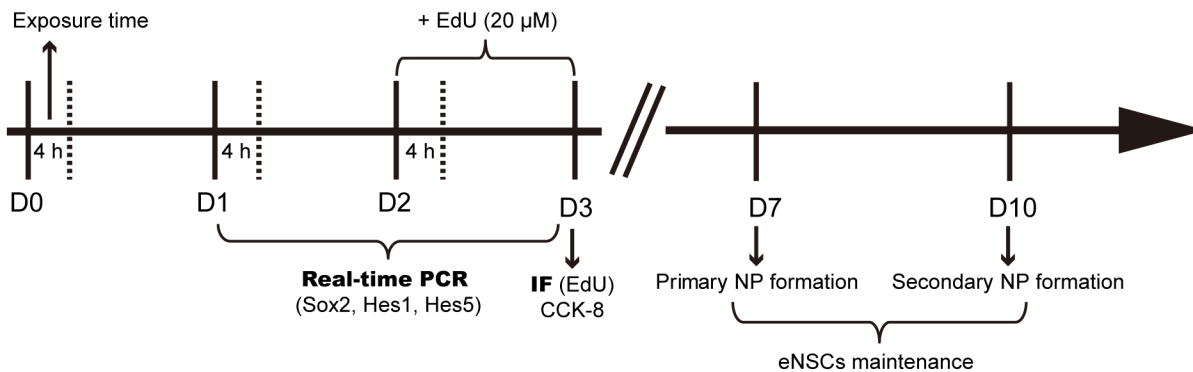 Exposure time
+ EdU (20 μM)
4 h
4 h
4 h
D0
D1
D2
D3
D7
D10
Real-time PCR
(Sox2, Hes1, Hes5)
IF (EdU)
CCK-8
Primary NP formation
Secondary NP formation
eNSCs maintenance